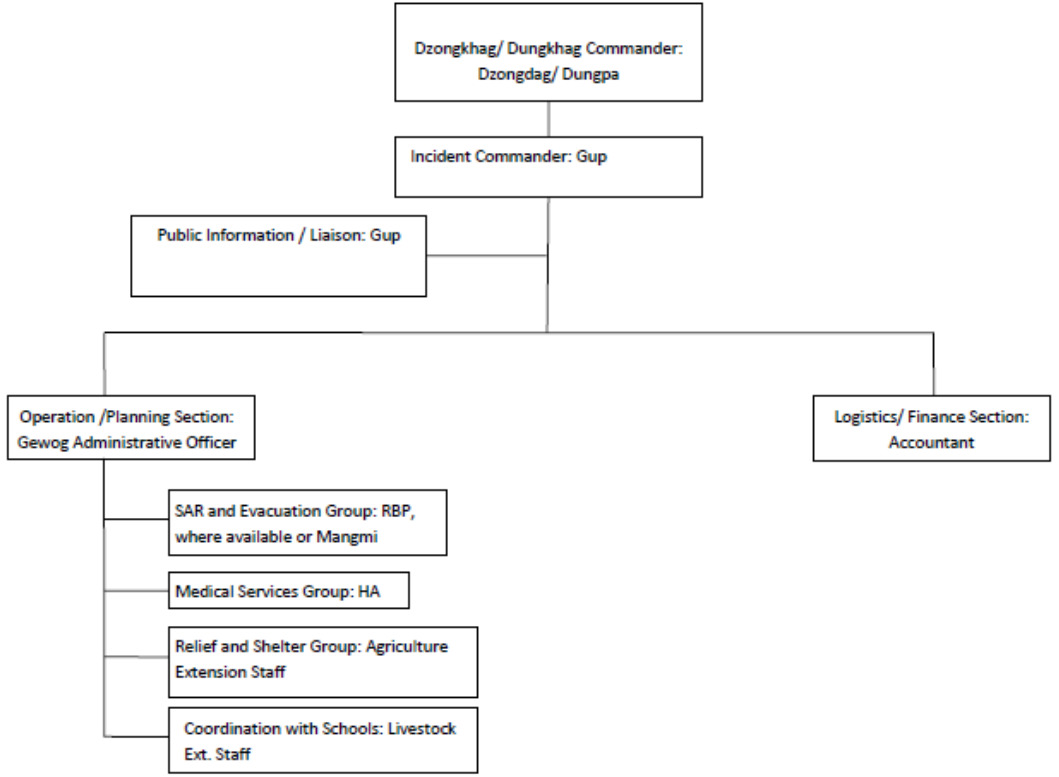 Dzongkhag/ Dungkhag Commander:
Dzongdag/ Dungpa
Incident Commander: Gup
Public Information / Liaison: Gup
Operation /Planning Section:
Gewog Administrative Officer
Logistics/ Finance Section:
Accountant
SAR and Evacuation Group: RBP,
where available or Mangmi
Medical Services Group: HA
Relief and Shelter Group: Agriculture
Extension Staff
Coordination with Schools: Livestock
Ext. Staff